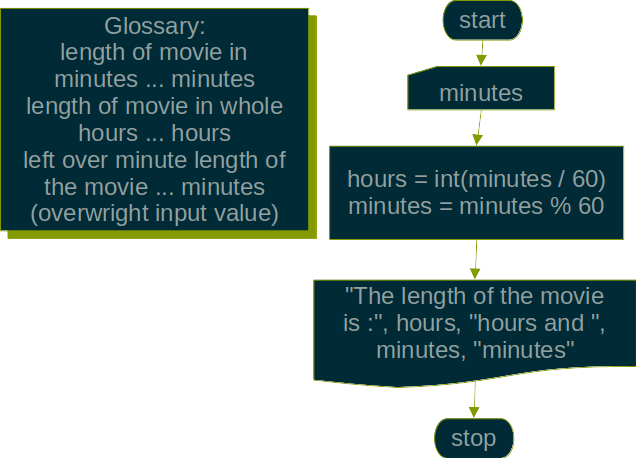 Glossary:
length of movie in
minutes ... minutes
length of movie in whole
hours ... hours
left over minute length of
the movie ... minutes
(overwright input value)
start
minutes
hours = int(minutes / 60)
minutes = minutes % 60
"The length of the movie
is :", hours, "hours and ",
minutes, "minutes"
stop